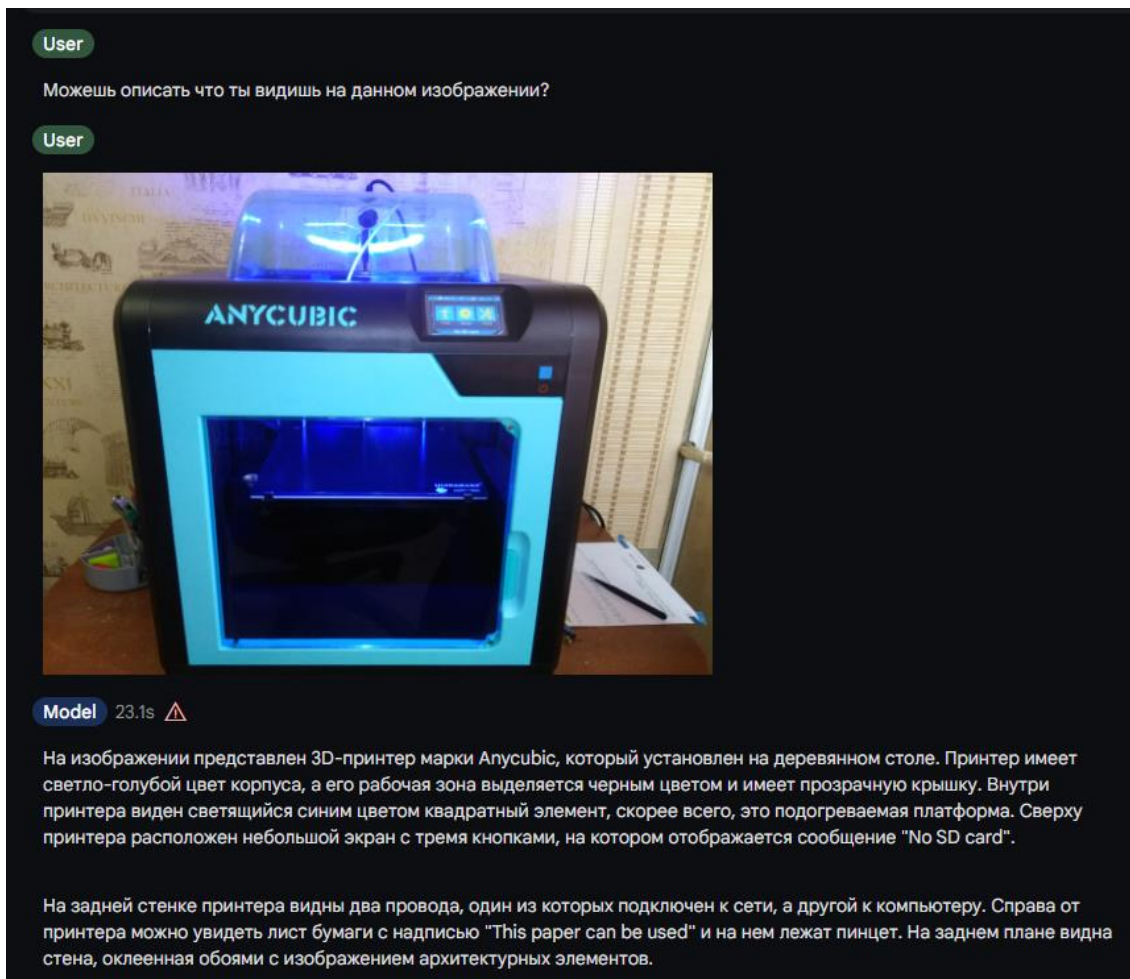 User
Можешь описать что ты видишь на данном изображении?
User
ITALIA
ANYCUBIC
XXI
Model 23.1s
На изображении представлен 3D-принтер марки Anycubic, который установлен на деревянном столе. Принтер имеет
светло-голубой цвет корпуса, а его рабочая зона выделяется черным цветом и имеет прозрачную крышку. Внутри
принтера виден светящийся синим цветом квадратный элемент, скорее всего, это подогреваемая платформа. Сверху
принтера расположен небольшой экран с тремя кнопками, на котором отображается сообщение "No SD card".
На задней стенке принтера видны два провода, один из которых подключен к сети, а другой к компьютеру. Справа от
принтера можно увидеть лист бумаги с надписью "This paper can be used" и на нем лежат пинцет. На заднем плане видна
стена, оклеенная обоями с изображением архитектурных элементов.